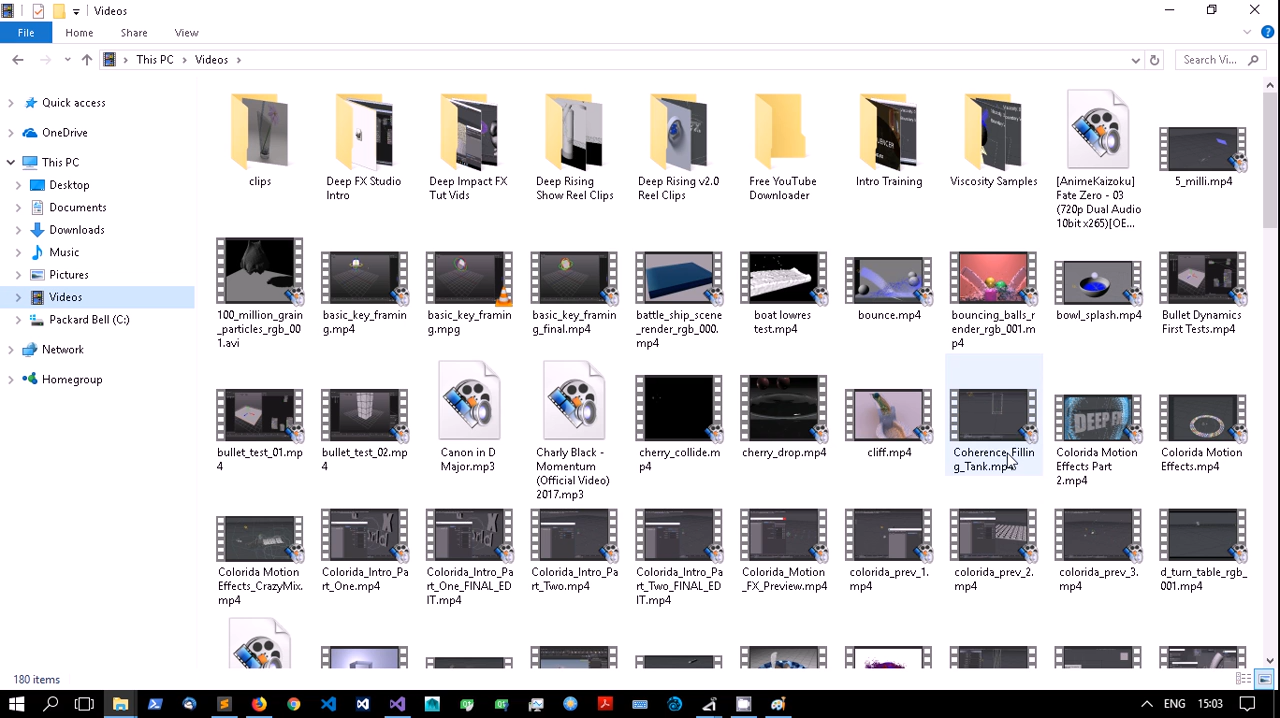 Videos
File
Home
Share
View
This PC
Videos
Search Vi...
Quick access
OneDrive
This PC
Desktop
Documents
Downloads
Music
Pictures
Videos
Packard Bell (C:)
Network
Homegroup
clips
Deep FX Studio
Intro
Deep Impact FX
Tut Vids
Deep Rising
Show Reel Clips
Deep Rising v2.0
Reel Clips
Free YouTube
Downloader
Intro Training
Viscosity Samples
[AnimeKaizoku]
Fate Zero - 03
(720p Dual Audio
10bit x265)[OE...
5_milli.mp4
100_million_grain
_particles_rgb_00
1.avi
basic_key_framin
g.mp4
basic_key_framin
g.mpg
basic_key_framin
g_final.mp4
battle_ship_scene
_render_rgb_000.
mp4
boat lowres
test.mp4
bounce.mp4
bouncing_balls_r
ender_rgb_001.m
p4
bowl_splash.mp4
Bullet Dynamics
First Tests.mp4
bullet_test_01.mp
4
bullet_test_02.mp
4
Canon in D
Major.mp3
Charly Black -
Momentum
(Official Video)
2017.mp3
cherry_collide.m
p4
cherry_drop.mp4
cliff.mp4
Coherence_Fillin
g_Tank.mp4
Colorida Motion
Effects Part
2.mp4
Colorida Motion
Effects.mp4
Colorida Motion
Effects_CrazyMix.
mp4
Colorida_Intro_Pa
rt_One.mp4
Colorida_Intro_Pa
rt_One_FINAL_ED
IT.mp4
Colorida_Intro_Pa
rt_Two.mp4
Colorida_Intro_Pa
rt_Two_FINAL_ED
IT.mp4
Colorida_Motion
_FX_Preview.mp4
colorida_prev_1.
mp4
colorida_prev_2.
mp4
colorida_prev_3.
mp4
d_turn_table_rgb_
001.mp4
180 items
ENG
15:03